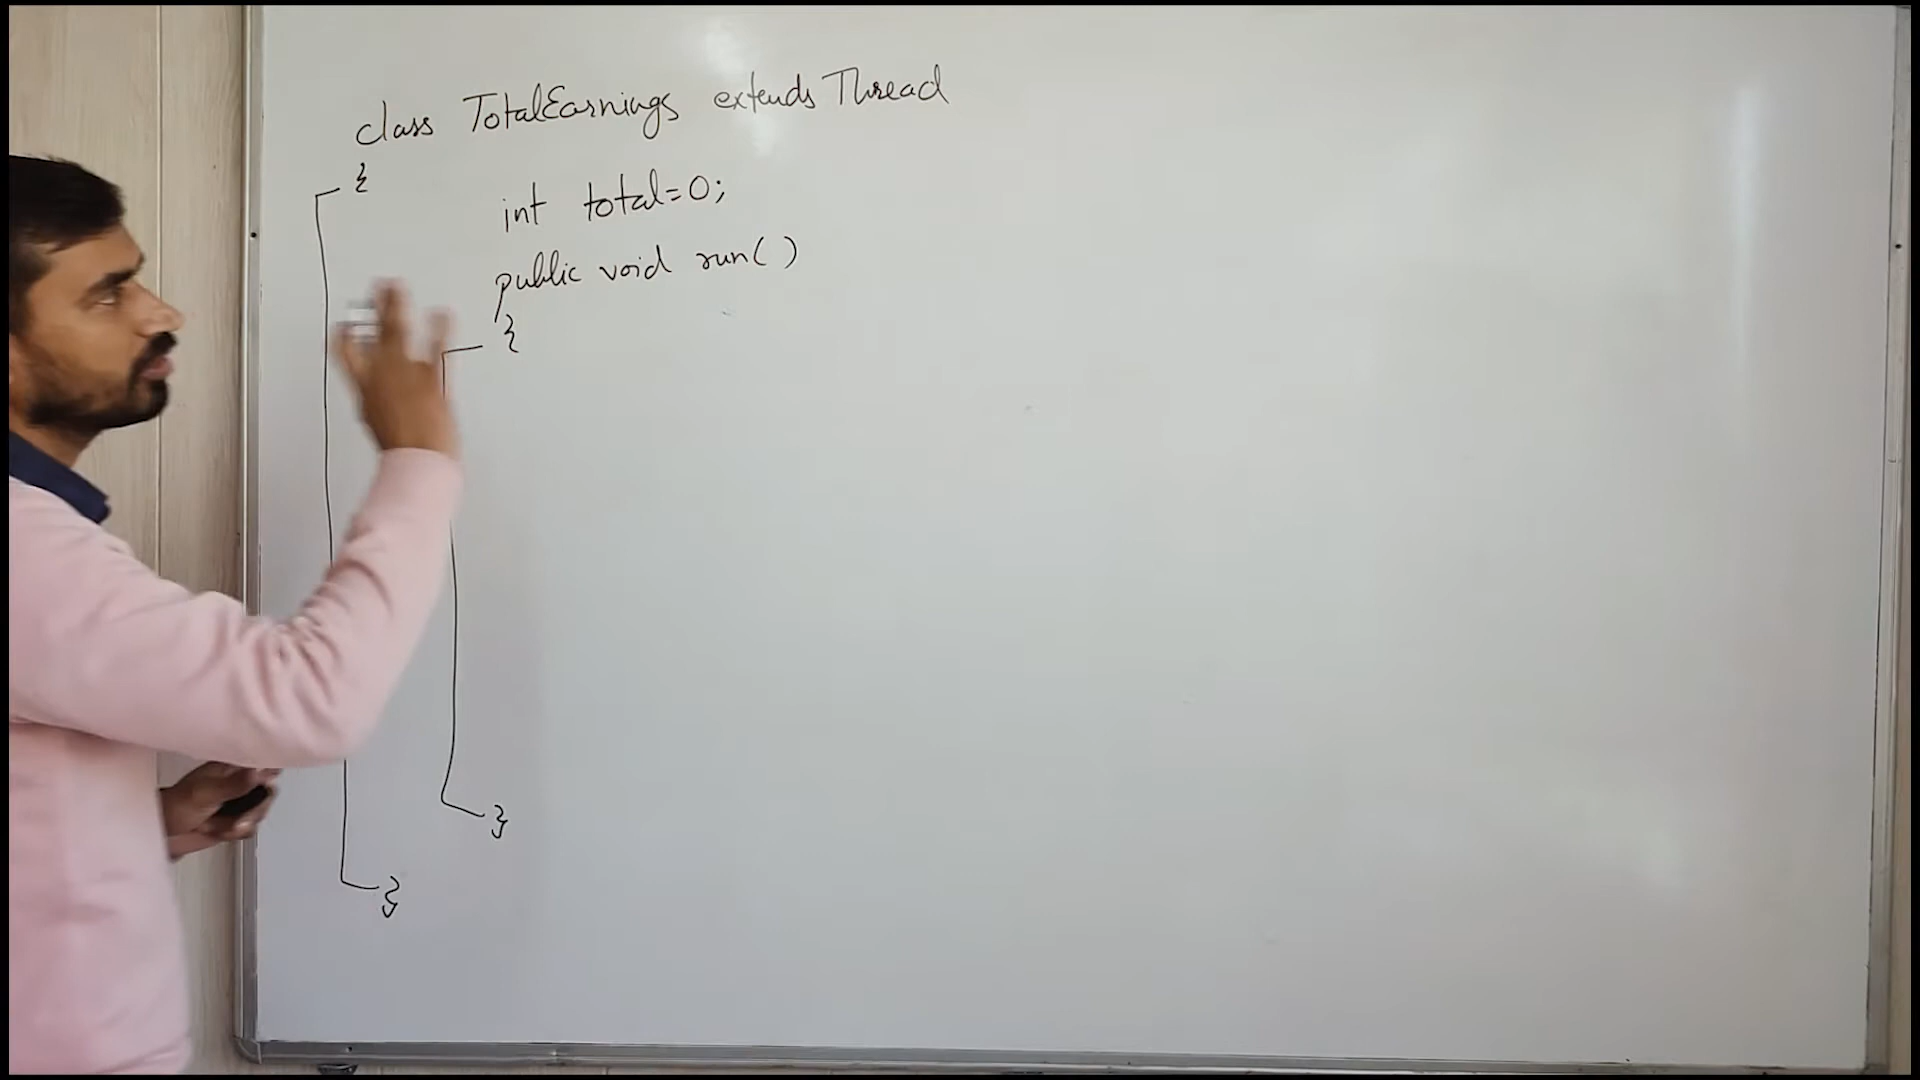 class TotalEarnings extends Thread
{
int total=0;
public void run()
{
}
}